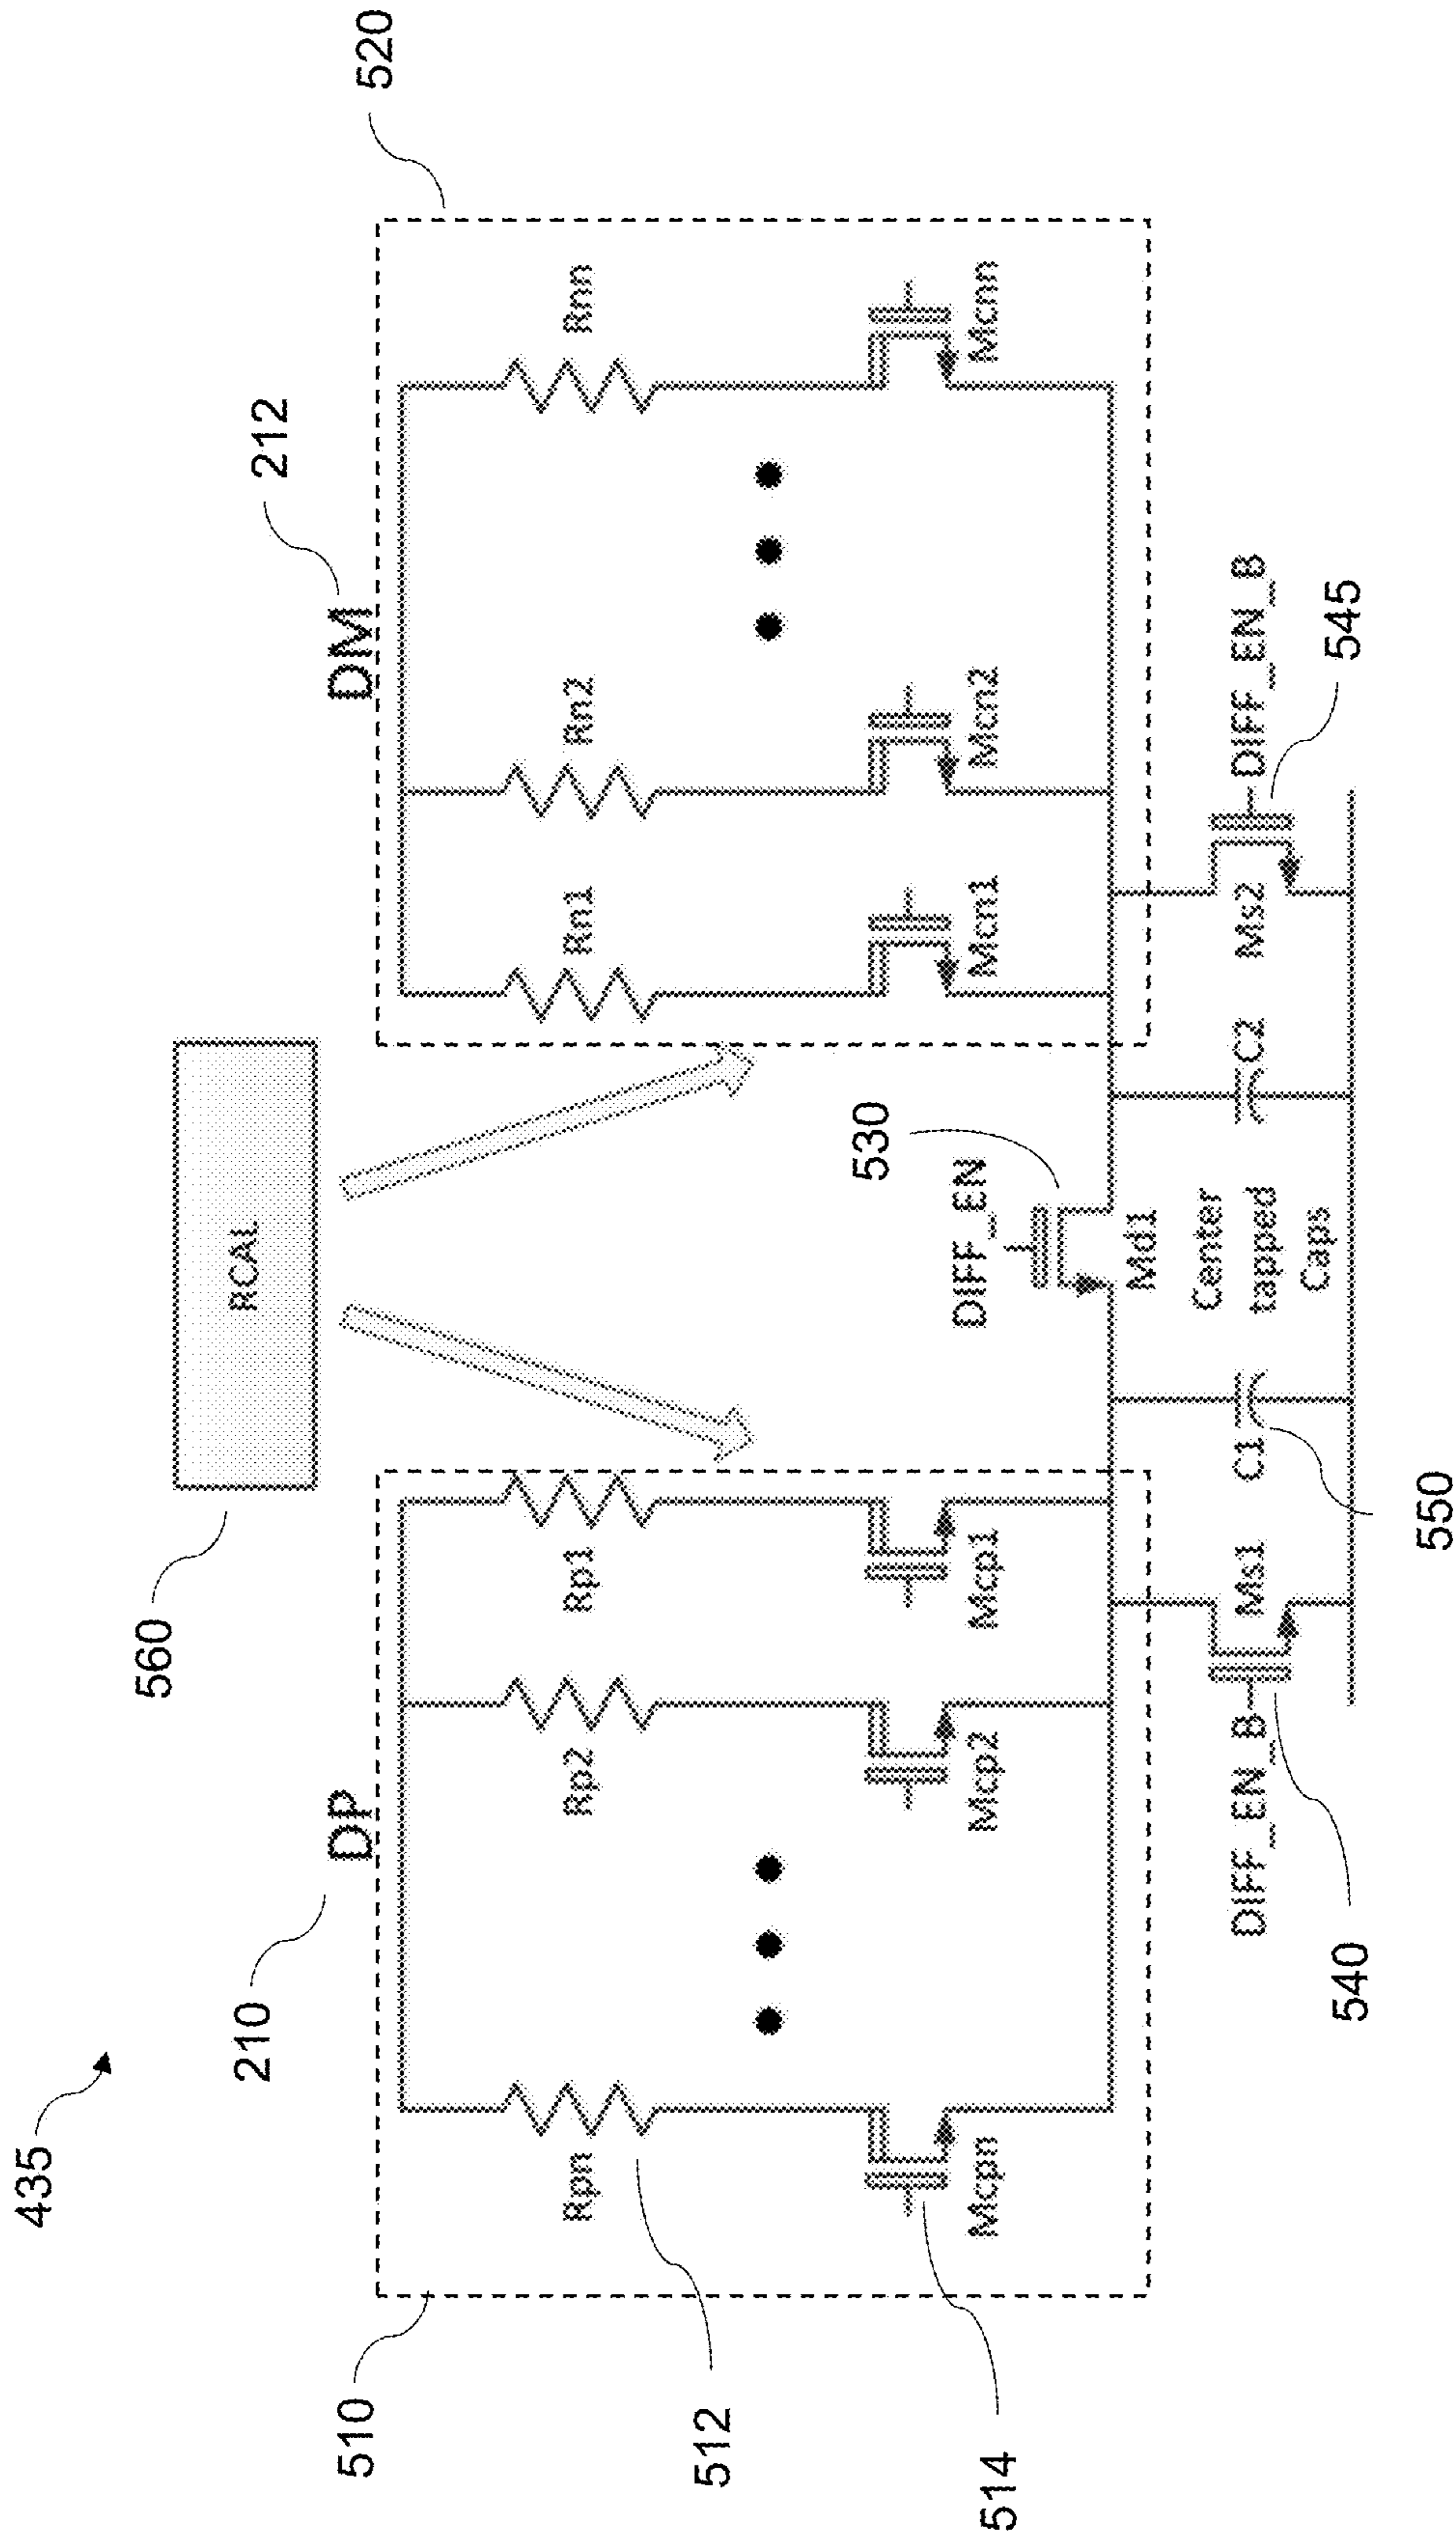 435
560
RCAL
210
DP
DM
212
520
510
Rpn
Rp2
Rp1
Rn1
Rn2
Rnn
512
514
Mcpn
Mcp2
Mcp1
Mcn1
Mcn2
Mcnn
DIFF_EN
530
Md1
DIFF_EN_B
Ms1
C1
Center
tapped
Caps
C2
Ms2
DIFF_EN_B
540
550
545